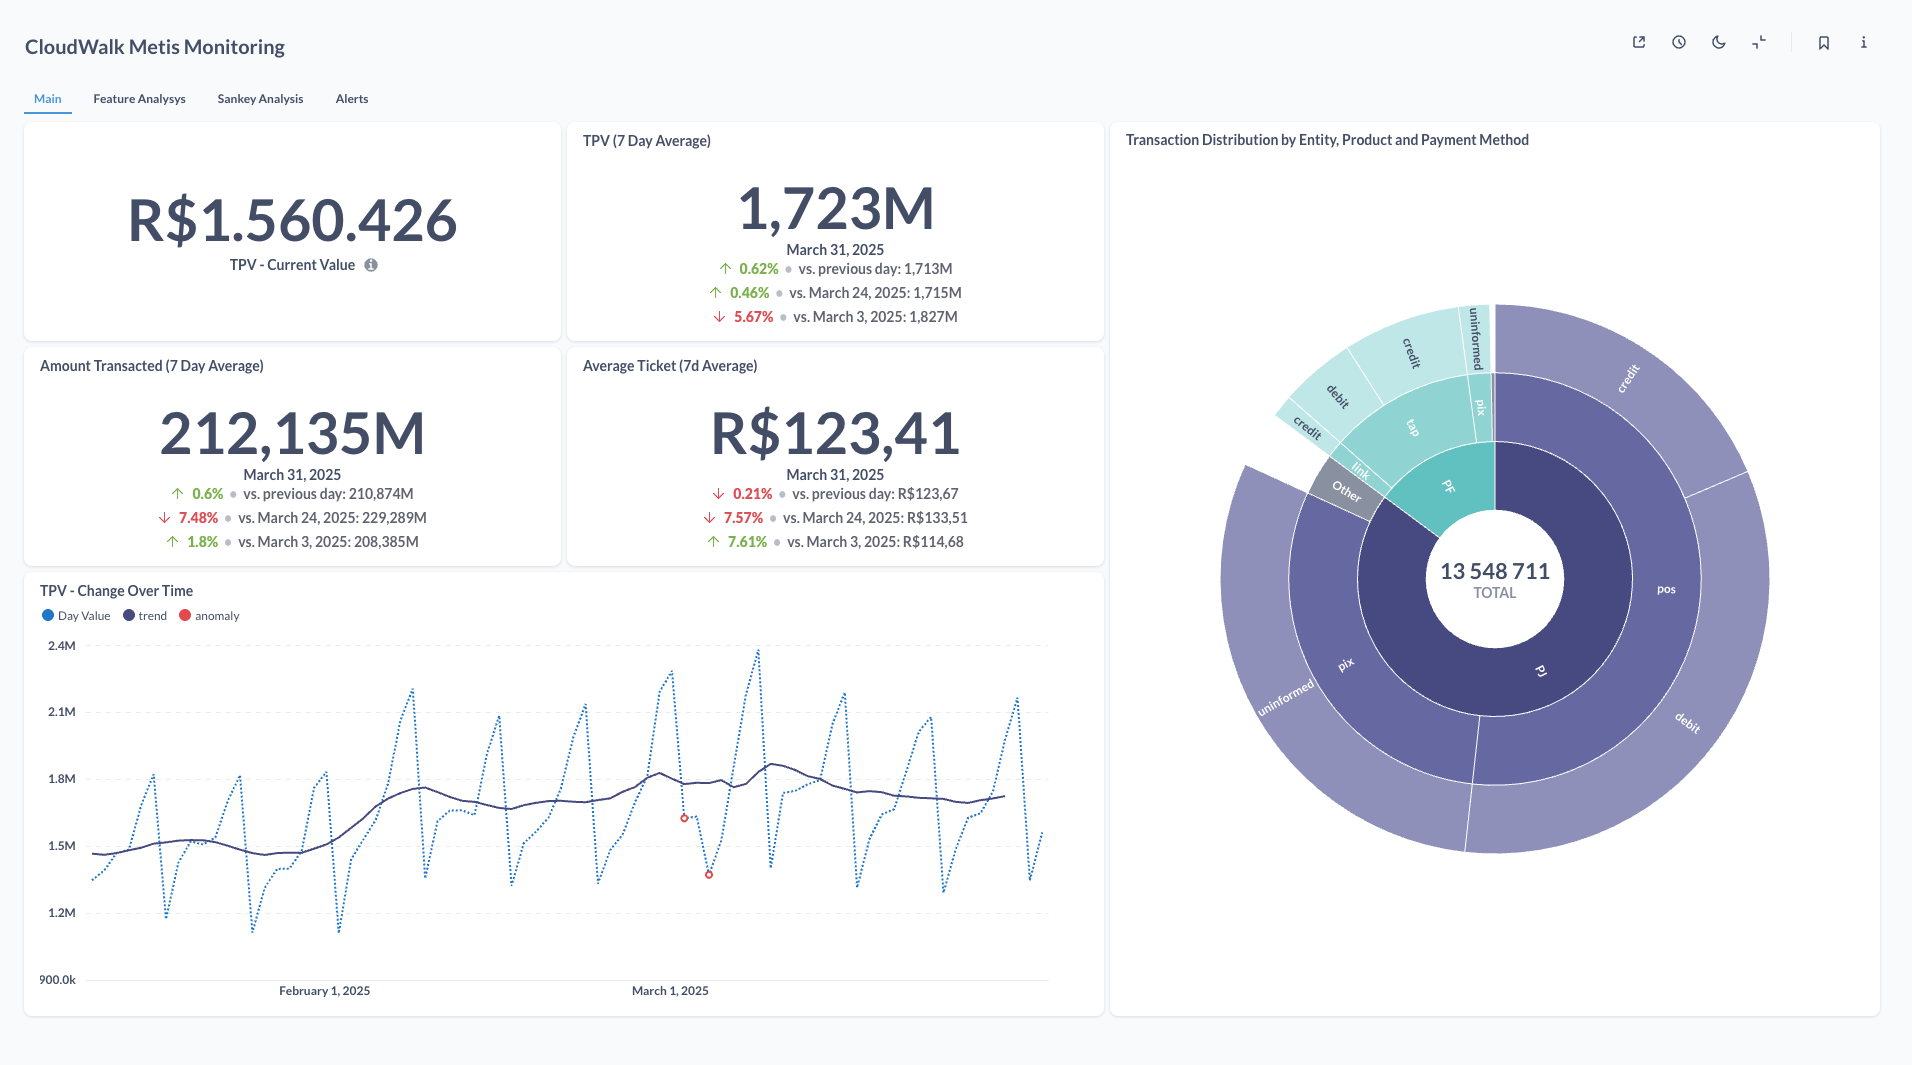 CloudWalk Metis Monitoring
Main
Feature Analysys
Sankey Analysis
Alerts
R$1.560.426
TPV - Current Value
TPV (7 Day Average)
1,723M
March 31, 2025
0.62% • vs. previous day: 1,713M
0.46% • vs. March 24, 2025: 1,715M
5.67% • vs. March 3, 2025: 1,827M
Amount Transacted (7 Day Average)
212,135M
March 31, 2025
0.6% • vs. previous day: 210,874M
7.48% • vs. March 24, 2025: 229,289M
1.8% • vs. March 3, 2025: 208,385M
Average Ticket (7d Average)
R$123,41
March 31, 2025
0.21% • vs. previous day: R$123,67
7.57% • vs. March 24, 2025: R$133,51
7.61% • vs. March 3, 2025: R$114,68
TPV - Change Over Time
Day Value
trend
anomaly
2.4M
2.1M
1.8M
1.5M
1.2M
900.0k
February 1, 2025
March 1, 2025
Transaction Distribution by Entity, Product and Payment Method
uninformed
credit
debit
credit
pix
tap
link
Other
PF
credit
pos
debit
PJ
pix
uninformed
13 548 711
TOTAL